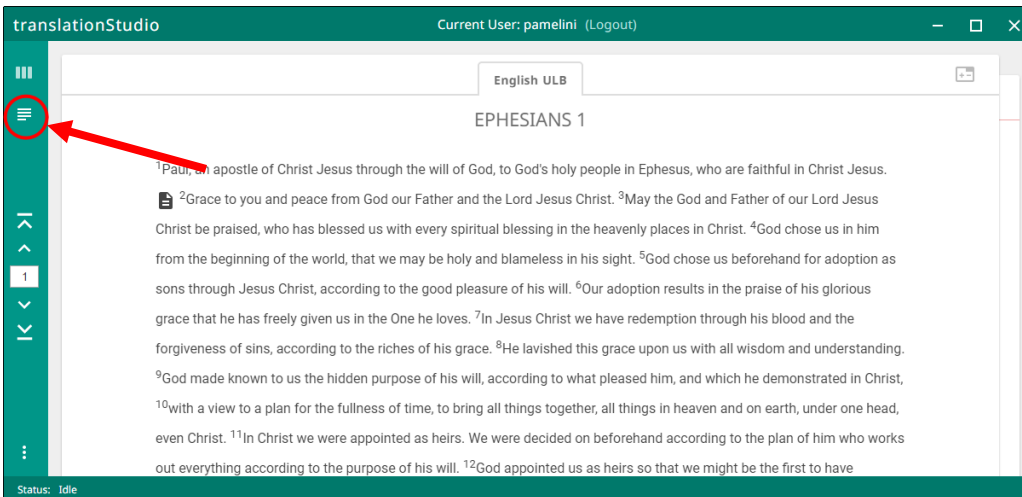 translationStudio
Current User: pamelini (Logout)
English ULB
EPHESIANS 1
1Paul, an apostle of Christ Jesus through the will of God, to God's holy people in Ephesus, who are faithful in Christ Jesus.
2Grace to you and peace from God our Father and the Lord Jesus Christ. 3May the God and Father of our Lord Jesus
Christ be praised, who has blessed us with every spiritual blessing in the heavenly places in Christ. 4God chose us in him
from the beginning of the world, that we may be holy and blameless in his sight. 5God chose us beforehand for adoption as
sons through Jesus Christ, according to the good pleasure of his will. 6Our adoption results in the praise of his glorious
grace that he has freely given us in the One he loves. 7In Jesus Christ we have redemption through his blood and the
forgiveness of sins, according to the riches of his grace. 8He lavished this grace upon us with all wisdom and understanding.
9God made known to us the hidden purpose of his will, according to what pleased him, and which he demonstrated in Christ,
10with a view to a plan for the fullness of time, to bring all things together, all things in heaven and on earth, under one head,
even Christ. 11In Christ we were appointed as heirs. We were decided on beforehand according to the plan of him who works
out everything according to the purpose of his will. 12God appointed us as heirs so that we might be the first to have
1
Status: Idle